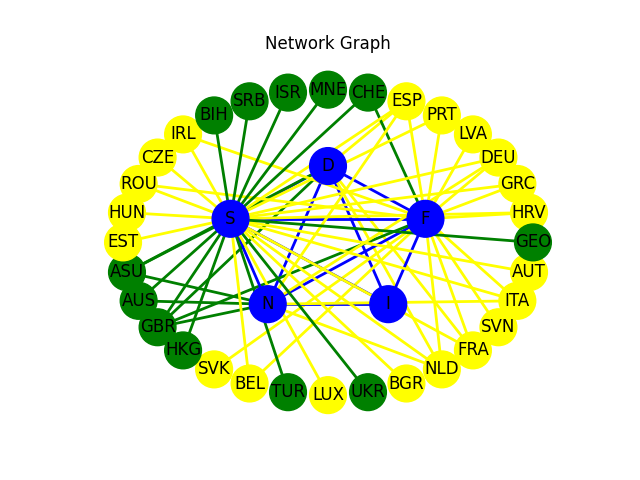 Network Graph
MNE
ISR
CHE
SRB
ESP
BIH
PRT
IRL
LVA
CZE
DEU
D
ROU
GRC
HUN
HRV
S
F
EST
GEO
ASU
AUT
AUS
ITA
N
I
GBR
SVN
HKG
FRA
SVK
NLD
BEL
BGR
TUR
UKR
LUX